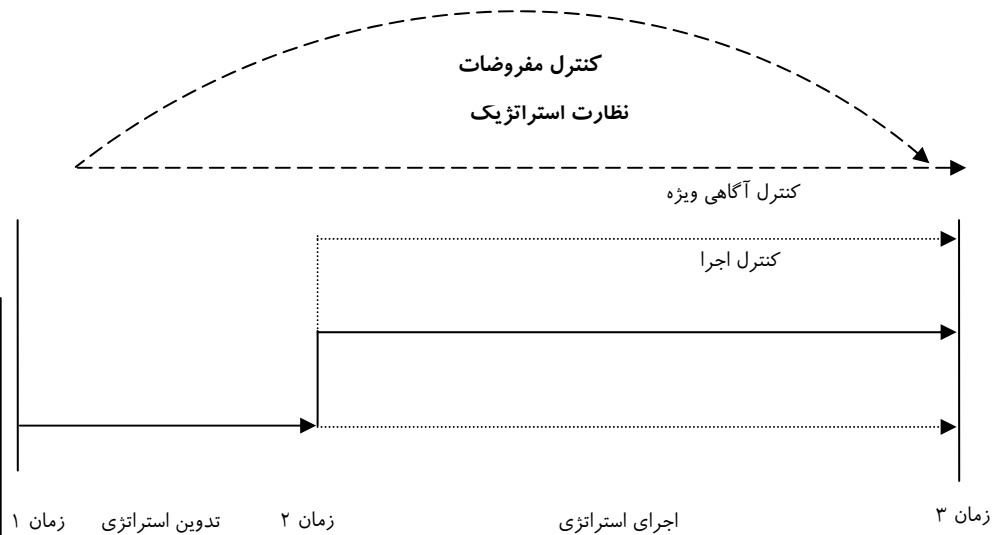 کنترل مفروضات
نظارت استراتژیک
کنترل آگاهی ویژه
کنترل اجرا
زمان ۱
تدوین استراتژی
زمان ۲
اجرای استراتژی
زمان ۳